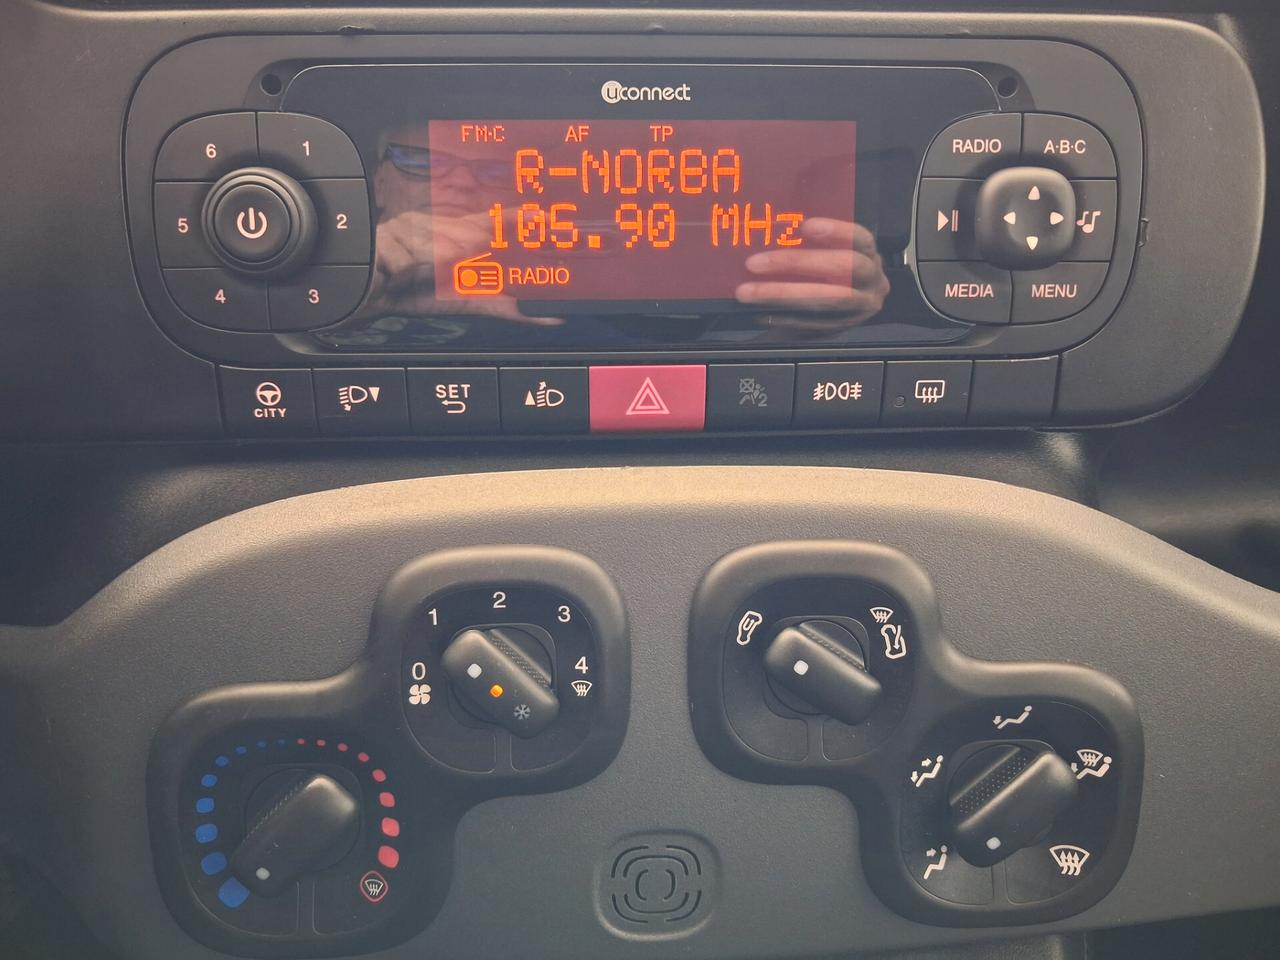 uconnect
FM-C AF TP
R-NORBA
105.90 MHz
RADIO
6 1
5 2
4 3
RADIO A·B·C
MEDIA MENU
CITY
SET
2
0 1 2 3 4